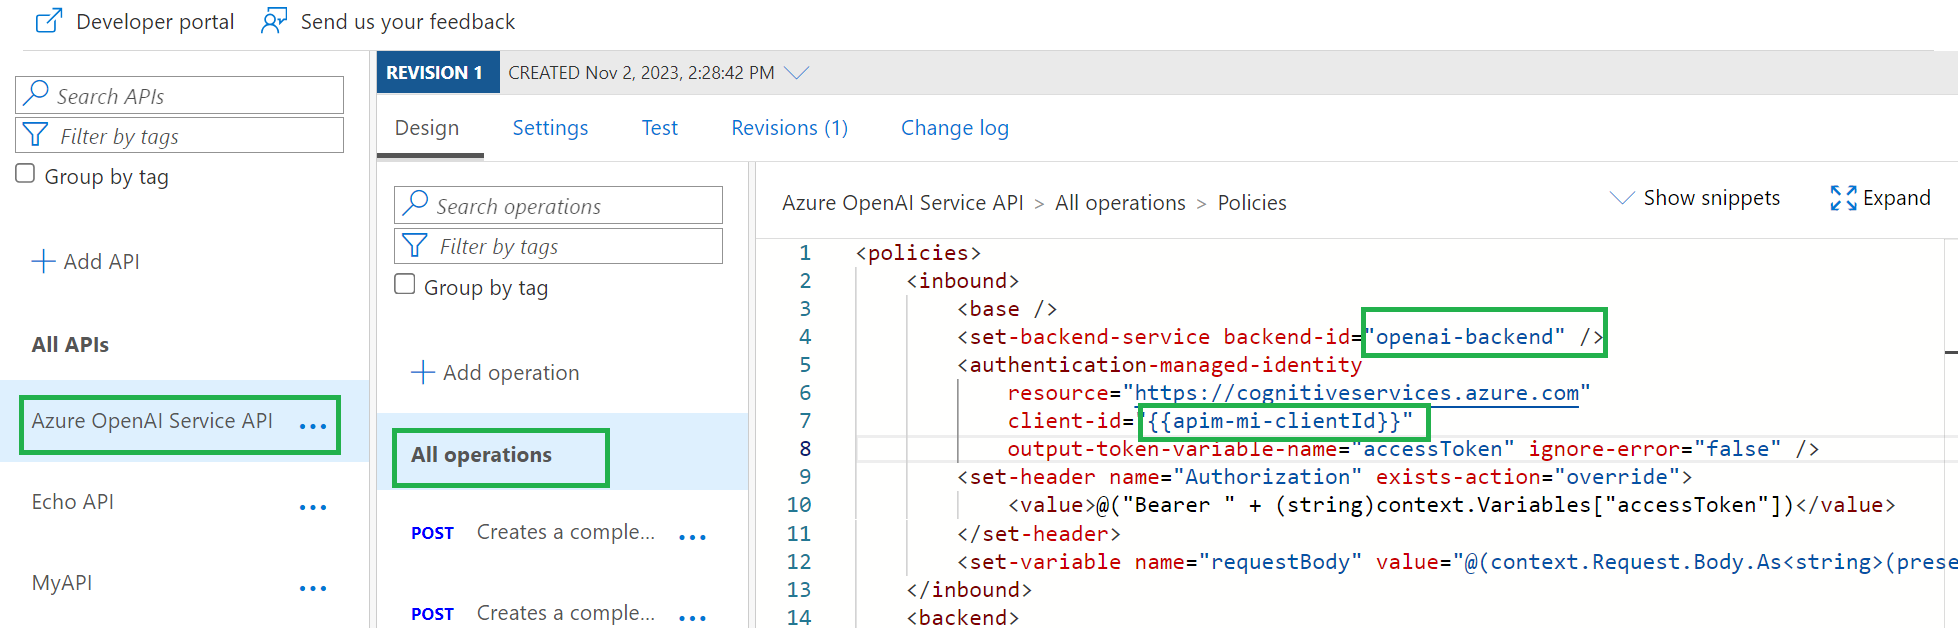 Developer portal
Send us your feedback
Search APIs
Filter by tags
Group by tag
Add API
All APIs
Azure OpenAI Service API
Echo API
MyAPI
REVISION 1 CREATED Nov 2, 2023, 2:28:42 PM
Design Settings Test Revisions (1) Change log
Search operations
Filter by tags
Group by tag
Add operation
All operations
POST Creates a comple...
POST Creates a comple...
Azure OpenAI Service API > All operations > Policies
Show snippets
Expand
1 <policies>
2 <inbound>
3 <base />
4 <set-backend-service backend-id="openai-backend" />
5 <authentication-managed-identity
6 resource="https://cognitiveservices.azure.com"
7 client-id="{{apim-mi-clientId}}"
8 output-token-variable-name="accessToken" ignore-error="false" />
9 <set-header name="Authorization" exists-action="override">
10 <value>@("Bearer " + (string)context.Variables["accessToken"])</value>
11 </set-header>
12 <set-variable name="requestBody" value="@(context.Request.Body.As<string>(prese
13 </inbound>
14 <backend>